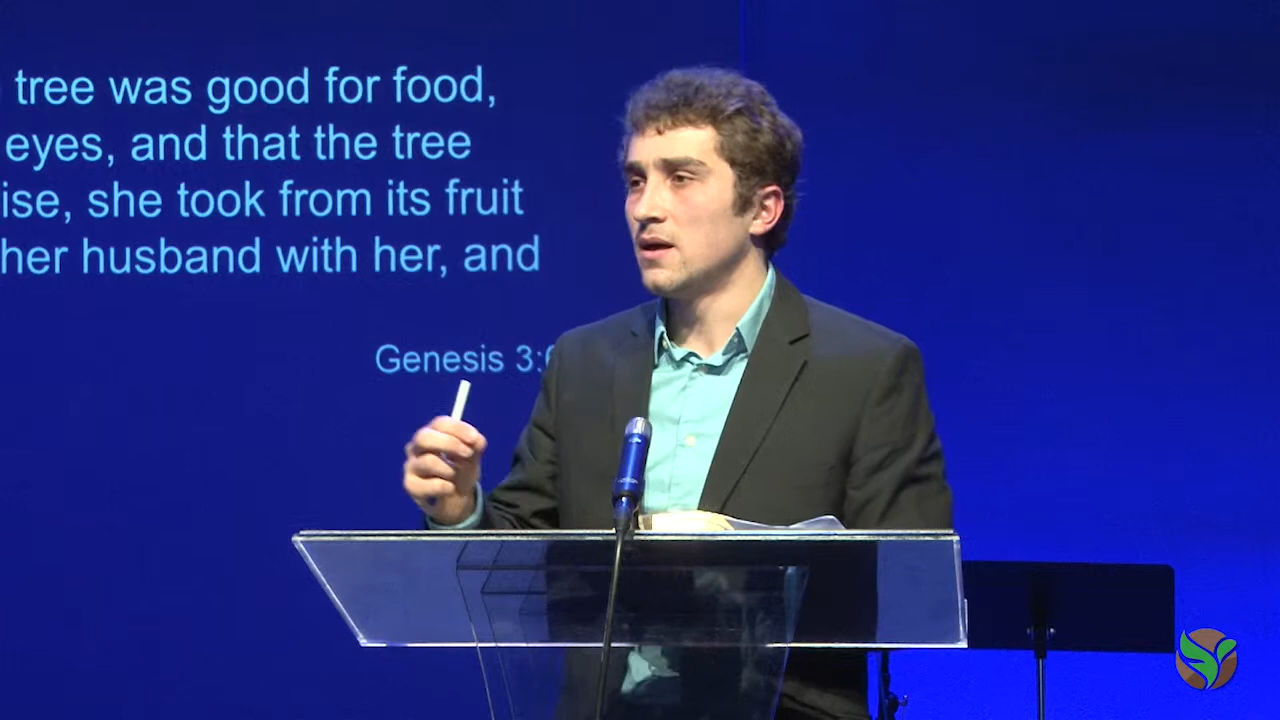 tree was good for food,
eyes, and that the tree
ise, she took from its fruit
her husband with her, and
Genesis 3:6